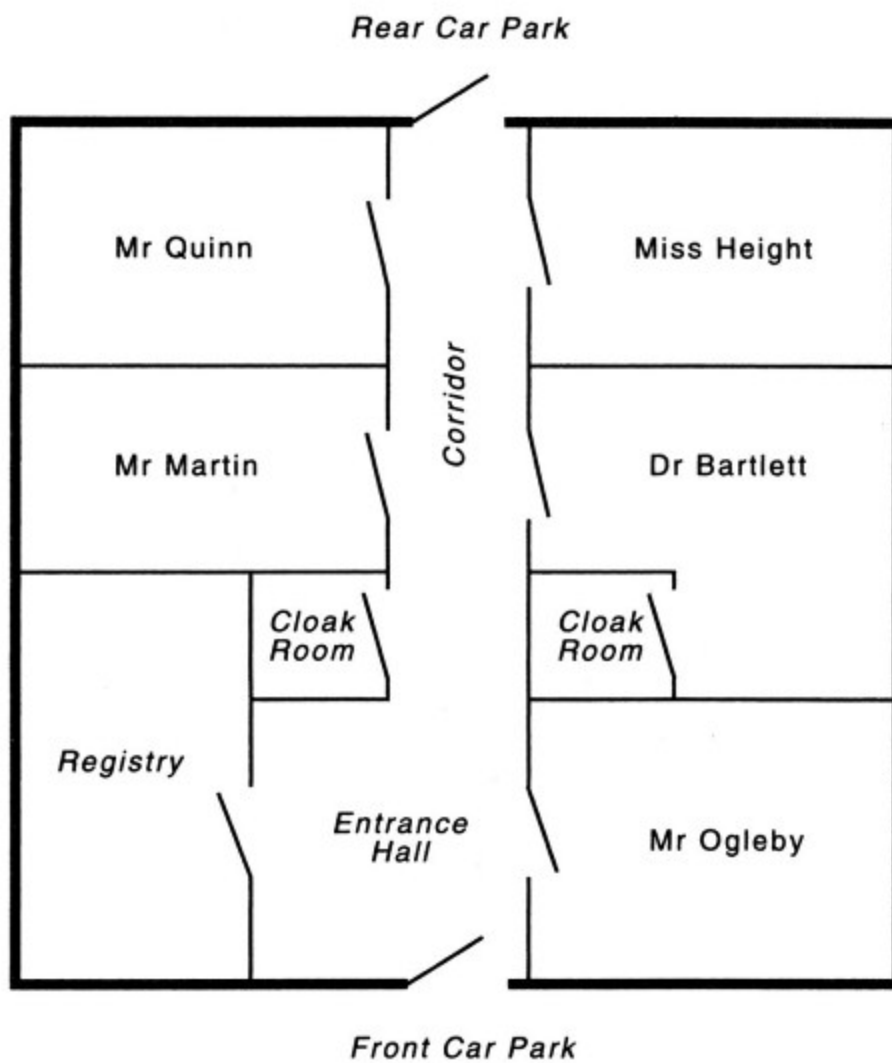 Rear Car Park
Mr Quinn
Miss Height
Corridor
Mr Martin
Dr Bartlett
Cloak
Room
Cloak
Room
Registry
Entrance
Hall
Mr Ogleby
Front Car Park